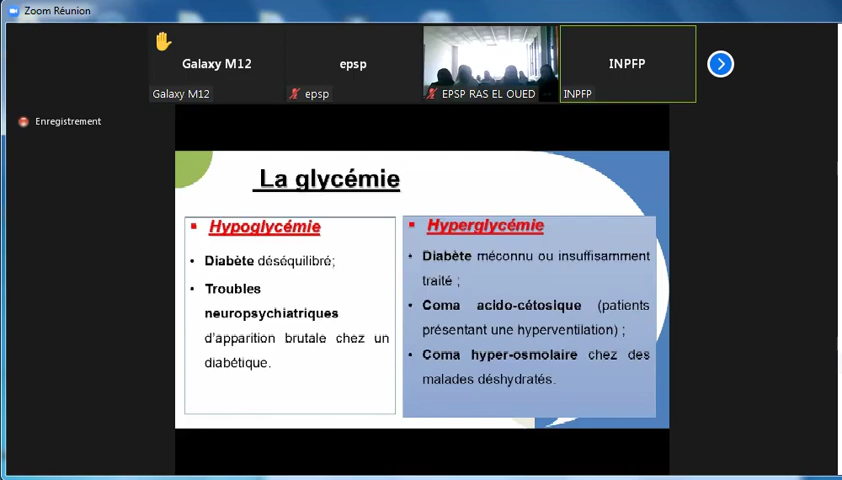 Zoom Réunion
Galaxy M12
epsp
INPFP
Galaxy M12
epsp
EPSP RAS EL OUED
INPFP
Enregistrement
La glycémie
Hypoglycémie
Diabète déséquilibré;
Troubles
neuropsychiatriques
d'apparition brutale chez un
diabétique.
Hyperglycémie
Diabète méconnu ou insuffisamment
traité ;
Coma acido-cétosique (patients
présentant une hyperventilation) ;
Coma hyper-osmolaire chez des
malades déshydratés.